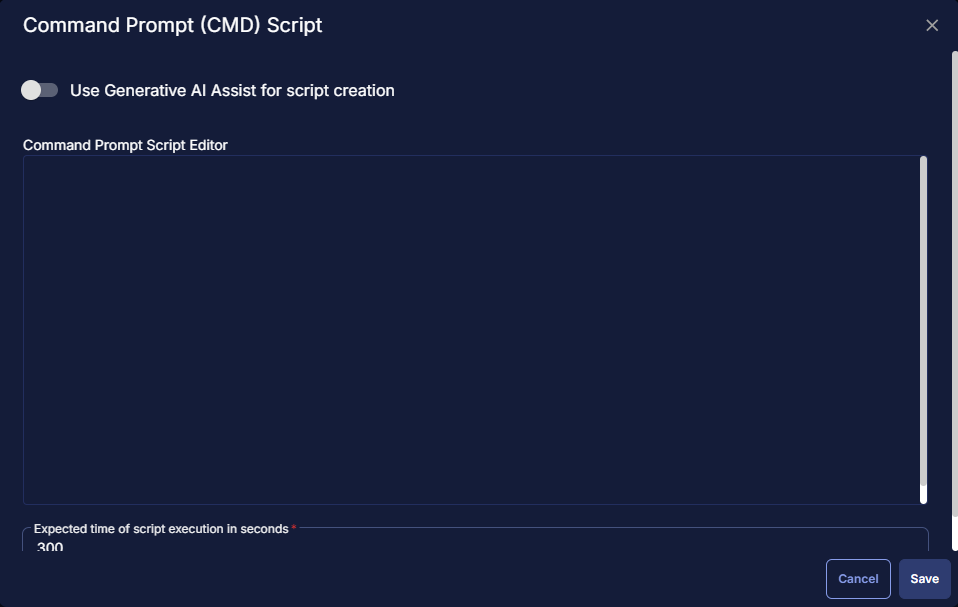 Command Prompt (CMD) Script
Use Generative AI Assist for script creation
Command Prompt Script Editor
Expected time of script execution in seconds *
300
Cancel
Save